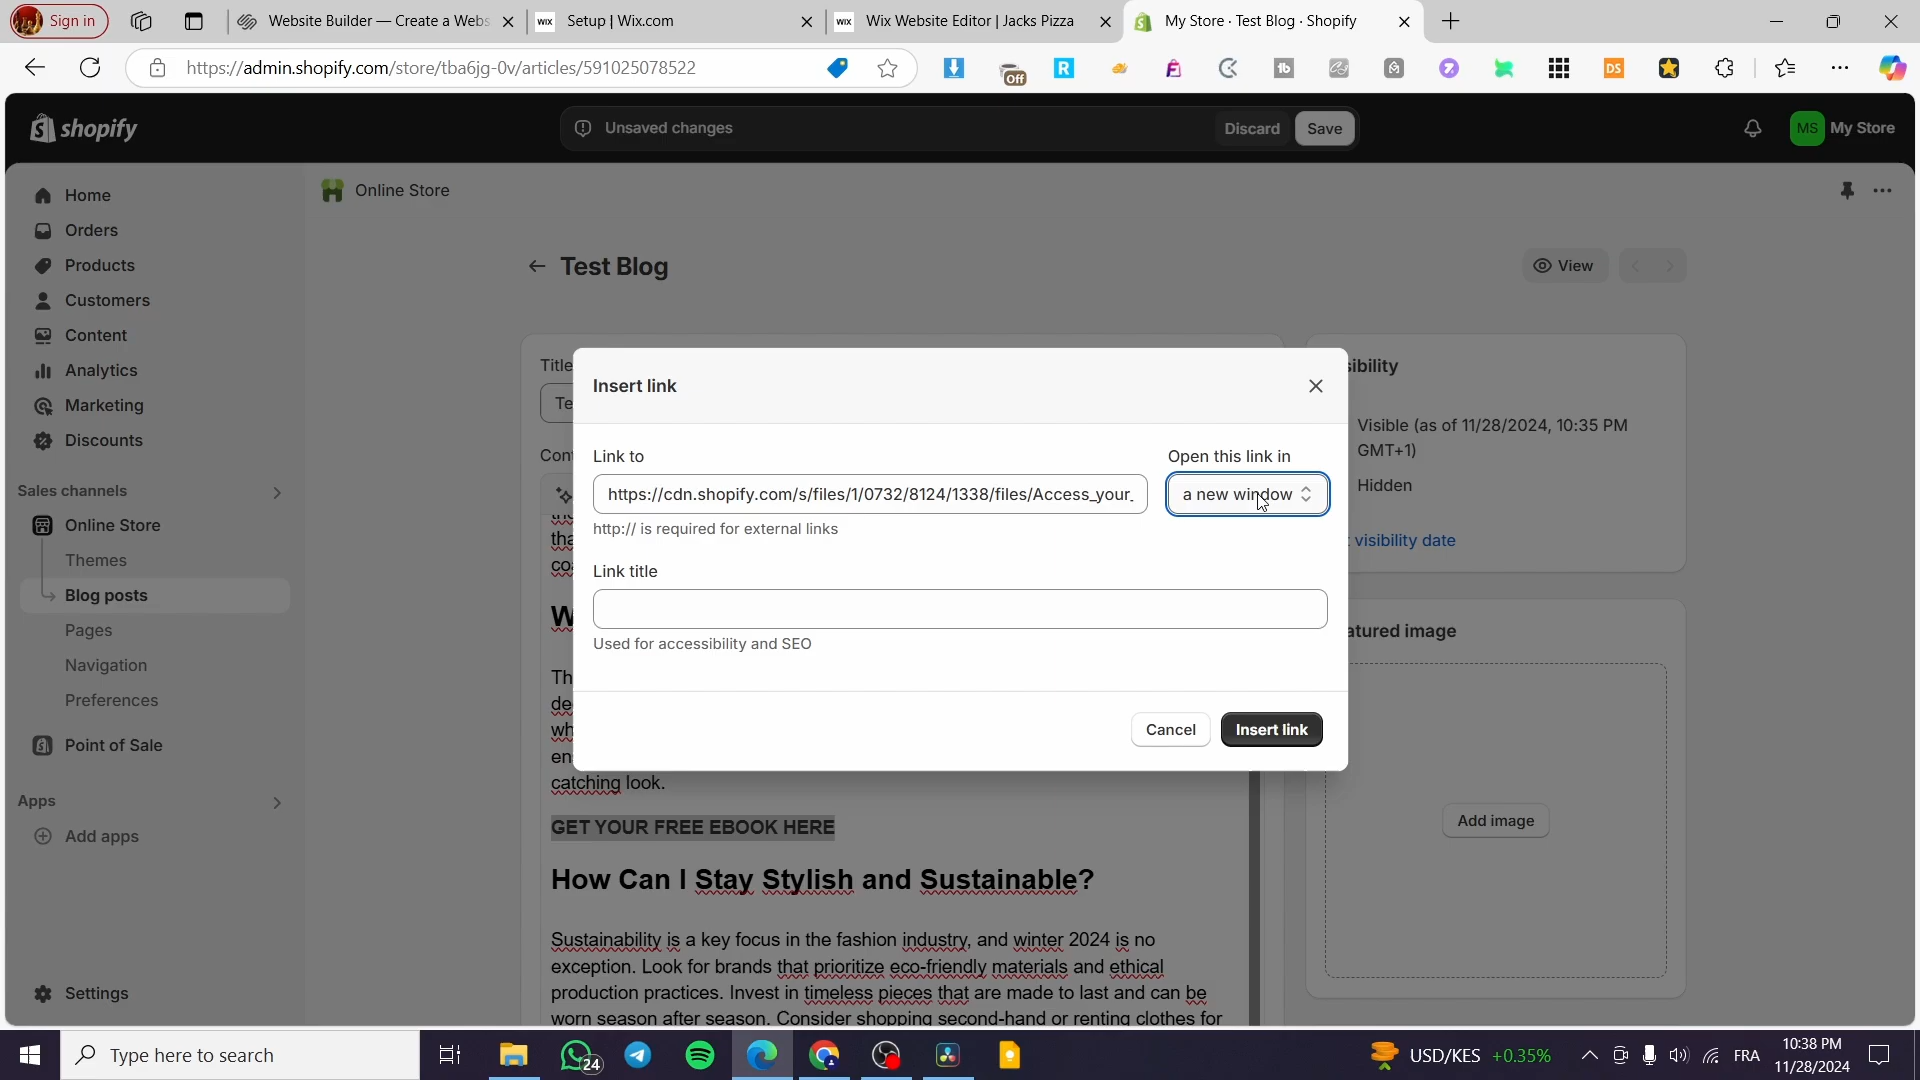 Sign in
Website Builder — Create a Webs
Setup | Wix.com
Wix Website Editor | Jacks Pizza
My Store · Test Blog · Shopify
https://admin.shopify.com/store/tba6jg-0v/articles/591025078522
Off
shopify
Unsaved changes
Discard
Save
MS
My Store
Home
Orders
Products
Customers
Content
Analytics
Marketing
Discounts
Sales channels
Online Store
Themes
Blog posts
Pages
Navigation
Preferences
Point of Sale
Apps
Add apps
Settings
Online Store
Test Blog
View
Title
Te
Insert link
Link to
Open this link in
https://cdn.shopify.com/s/files/1/0732/8124/1338/files/Access_your_
a new window
http:// is required for external links
Link title
Used for accessibility and SEO
Cancel
Insert link
ibility
Visible (as of 11/28/2024, 10:35 PM
GMT+1)
Hidden
visibility date
atured image
Add image
catching look.
GET YOUR FREE EBOOK HERE
How Can I Stay Stylish and Sustainable?
Sustainability is a key focus in the fashion industry, and winter 2024 is no
exception. Look for brands that prioritize eco-friendly materials and ethical
production practices. Invest in timeless pieces that are made to last and can be
worn season after season. Consider shopping second-hand or renting clothes for
Type here to search
24
USD/KES +0.35%
FRA
10:38 PM
11/28/2024